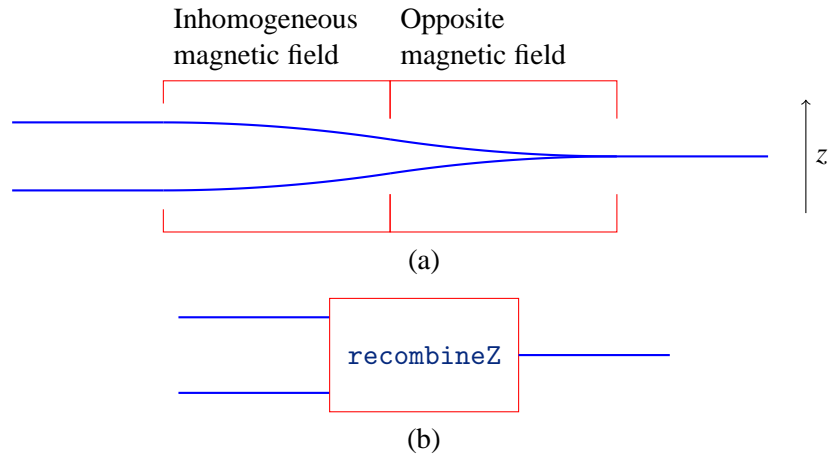 Inhomogeneous
magnetic field
Opposite
magnetic field
z
(a)
recombineZ
(b)